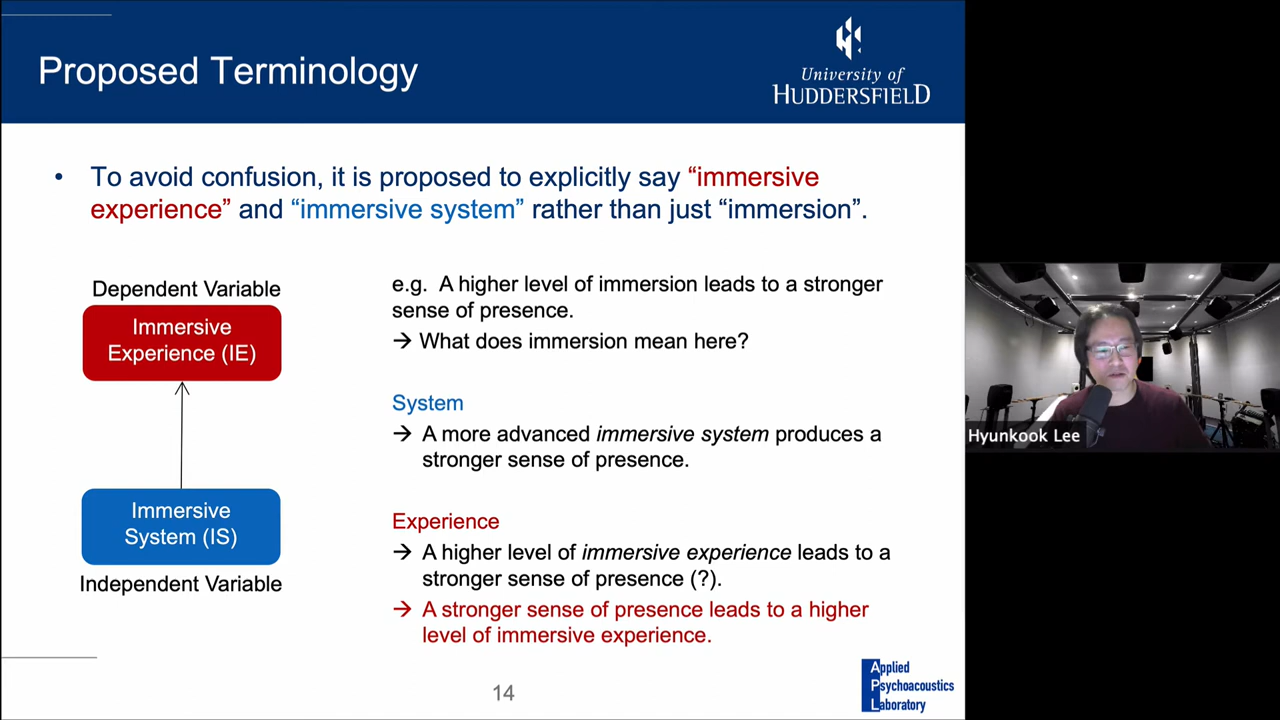 Proposed Terminology
University of
HUDDERSFIELD
• To avoid confusion, it is proposed to explicitly say “immersive
experience” and “immersive system” rather than just “immersion”.
Dependent Variable
Immersive
Experience (IE)
Immersive
System (IS)
Independent Variable
e.g. A higher level of immersion leads to a stronger
sense of presence.
→ What does immersion mean here?
System
→ A more advanced immersive system produces a
stronger sense of presence.
Experience
→ A higher level of immersive experience leads to a
stronger sense of presence (?).
→ A stronger sense of presence leads to a higher
level of immersive experience.
14
Applied
Psychoacoustics
Laboratory
Hyunkook Lee